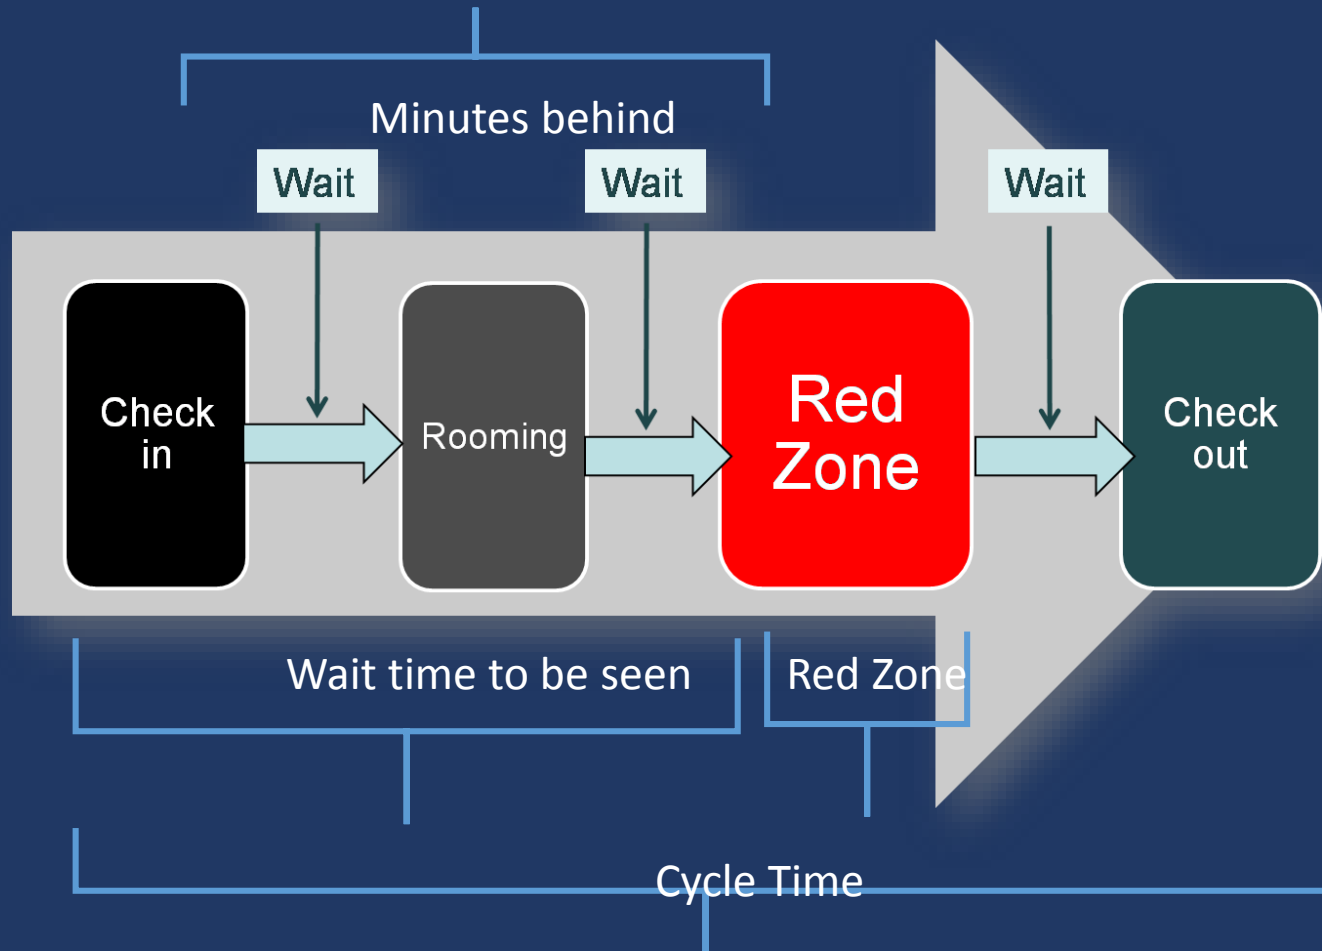 Minutes behind
Wait
Wait
Wait
Check
in
Rooming
Red
Zone
Check
out
Wait time to be seen
Red Zone
Cycle Time